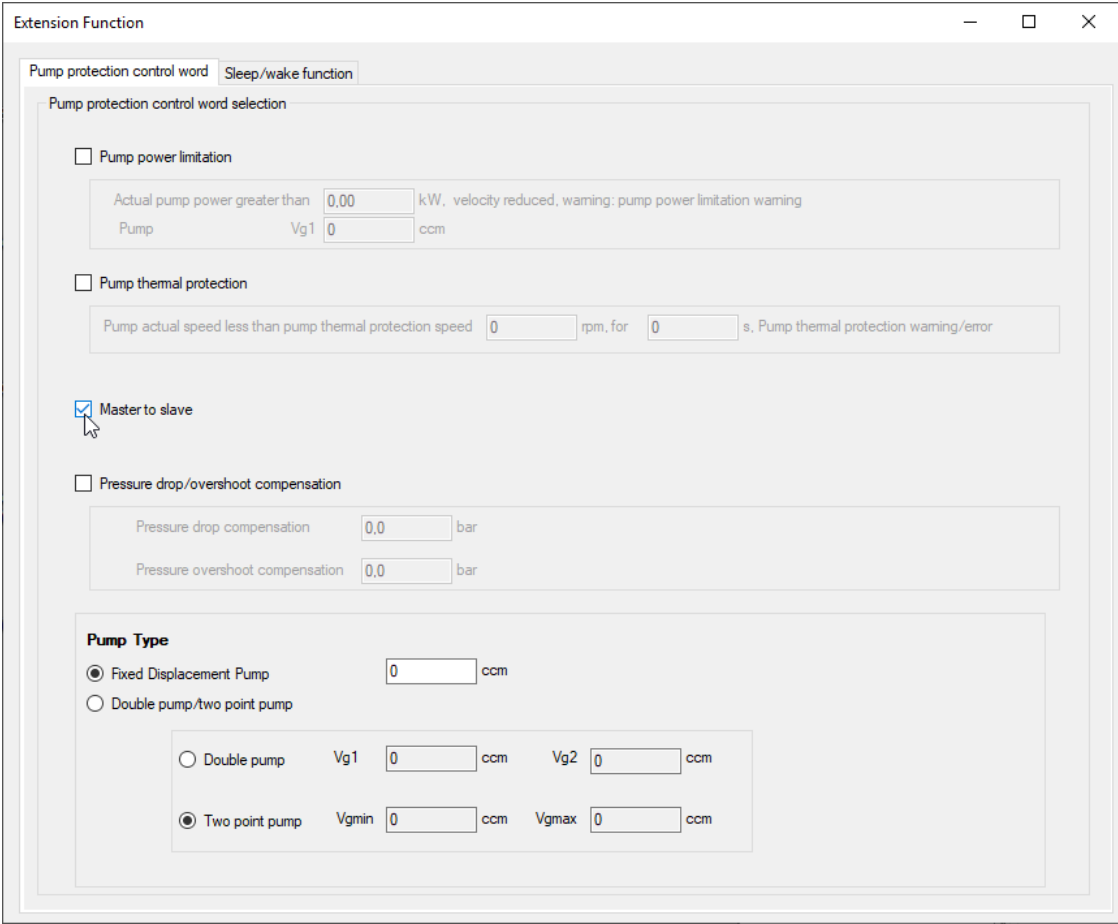 Extension Function
Pump protection control word Sleep/wake function
Pump protection control word selection
Pump power limitation
Actual pump power greater than 0,00 kW, velocity reduced, warning: pump power limitation warning
Pump Vg1 0 ccm
Pump thermal protection
Pump actual speed less than pump thermal protection speed 0 rpm, for 0 s, Pump thermal protection warning/error
Master to slave
Pressure drop/overshoot compensation
Pressure drop compensation 0,0 bar
Pressure overshoot compensation 0,0 bar
Pump Type
Fixed Displacement Pump 0 ccm
Double pump/two point pump
Double pump Vg1 0 ccm Vg2 0 ccm
Two point pump Vgmin 0 ccm Vgmax 0 ccm